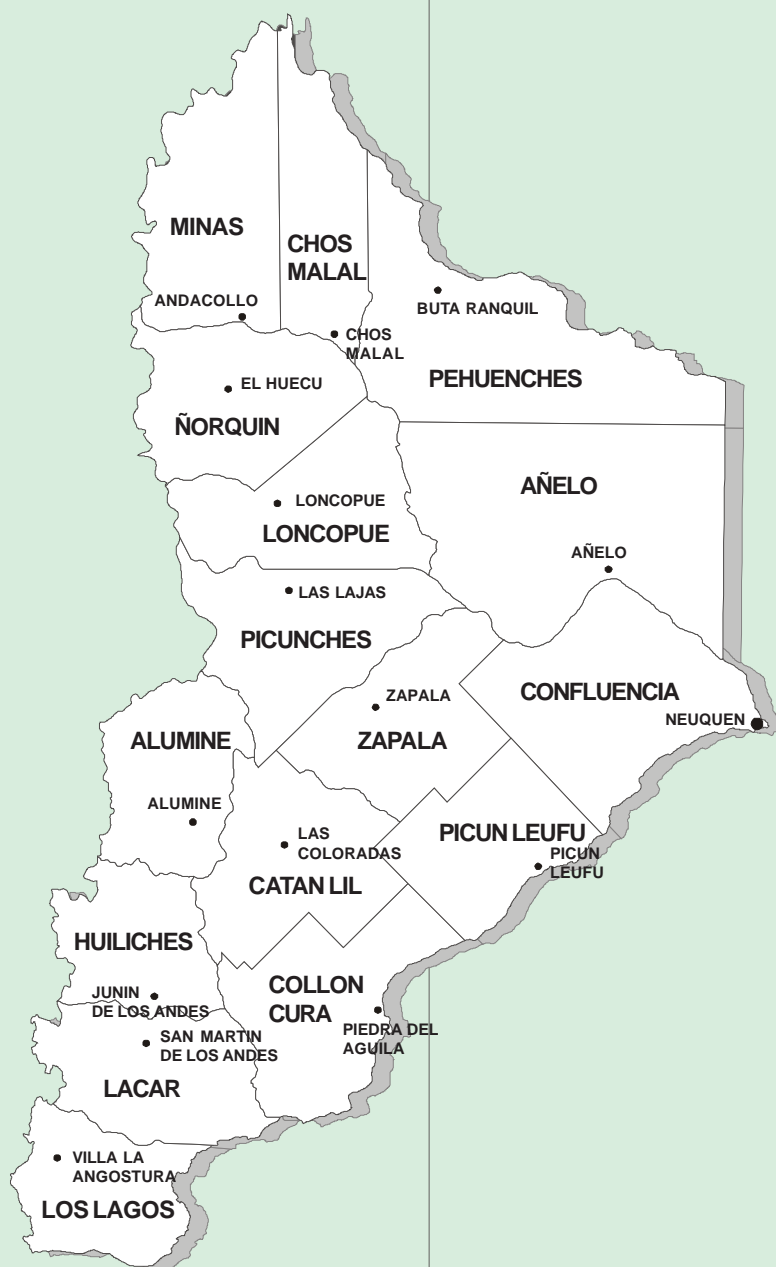 MINAS
CHOS
MALAL
ANDACOLLO
BUTA RANQUIL
CHOS
MALAL
PEHUENCHES
EL HUECU
ÑORQUIN
AÑELO
LONCOPUE
LONCOPUE
AÑELO
LAS LAJAS
PICUNCHES
CONFLUENCIA
ZAPALA
NEUQUEN
ALUMINE
ZAPALA
ALUMINE
PICUN LEUFU
LAS
COLORADAS
PICUN
LEUFU
CATAN LIL
HUILICHES
COLLON
CURA
JUNIN
DE LOS ANDES
PIEDRA DEL
AGUILA
SAN MARTIN
DE LOS ANDES
LACAR
VILLA LA
ANGOSTURA
LOS LAGOS